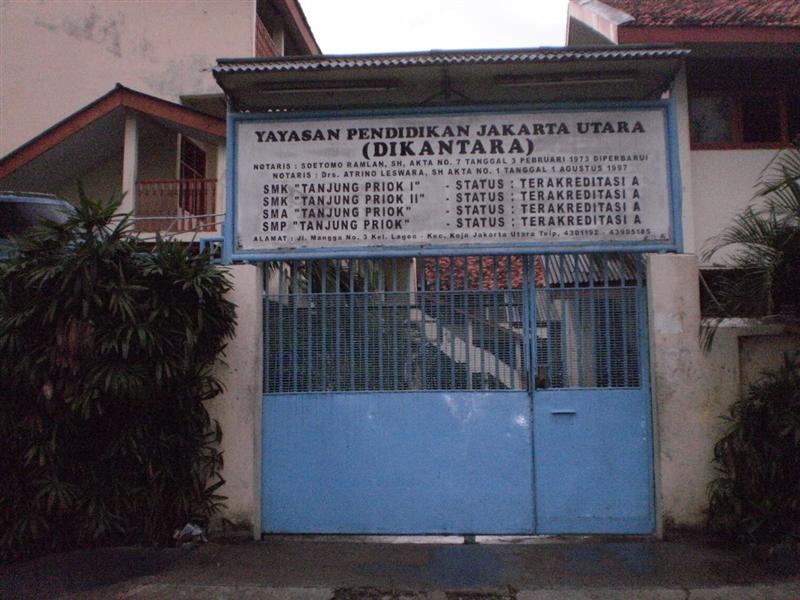 YAYASAN PENDIDIKAN JAKARTA UTARA
(DIKANTARA)
NOTARIS : SOETOMO RAMLAN, SH, AKTA NO. 7 TANGGAL 3 PEBRUARI 1973 DIPERBARUI
NOTARIS : Drs. ATRINO LESWARA, SH AKTA NO. 1 TANGGAL 1 AGUSTUS 1997
SMK "TANJUNG PRIOK I" - STATUS : TERAKREDITASI A
SMK "TANJUNG PRIOK II" - STATUS : TERAKREDITASI A
SMA "TANJUNG PRIOK" - STATUS : TERAKREDITASI A
SMP "TANJUNG PRIOK" - STATUS : TERAKREDITASI A
ALAMAT : Jl. Mangga No. 3 Kel. Lagoa - Kec. Koja Jakarta Utara Telp. 4301192 - 43905185